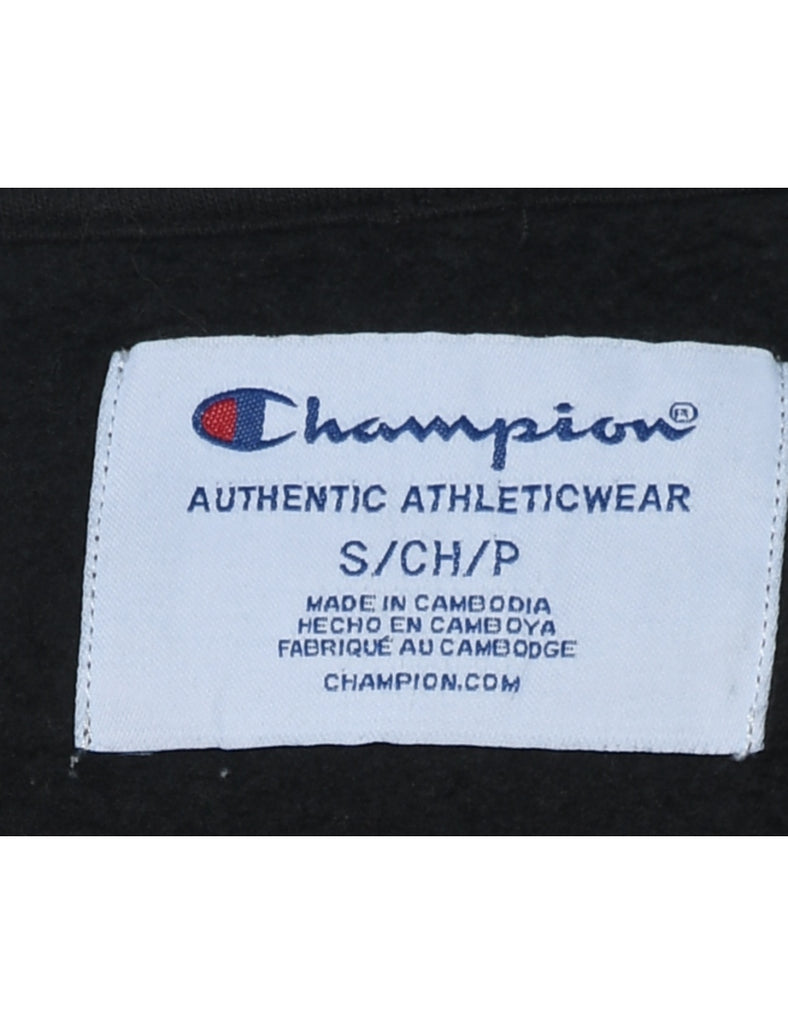 Champion®
AUTHENTIC ATHLETICWEAR
S/CH/P
MADE IN CAMBODIA
HECHO EN CAMBOYA
FABRIQUÉ AU CAMBODGE
CHAMPION.COM